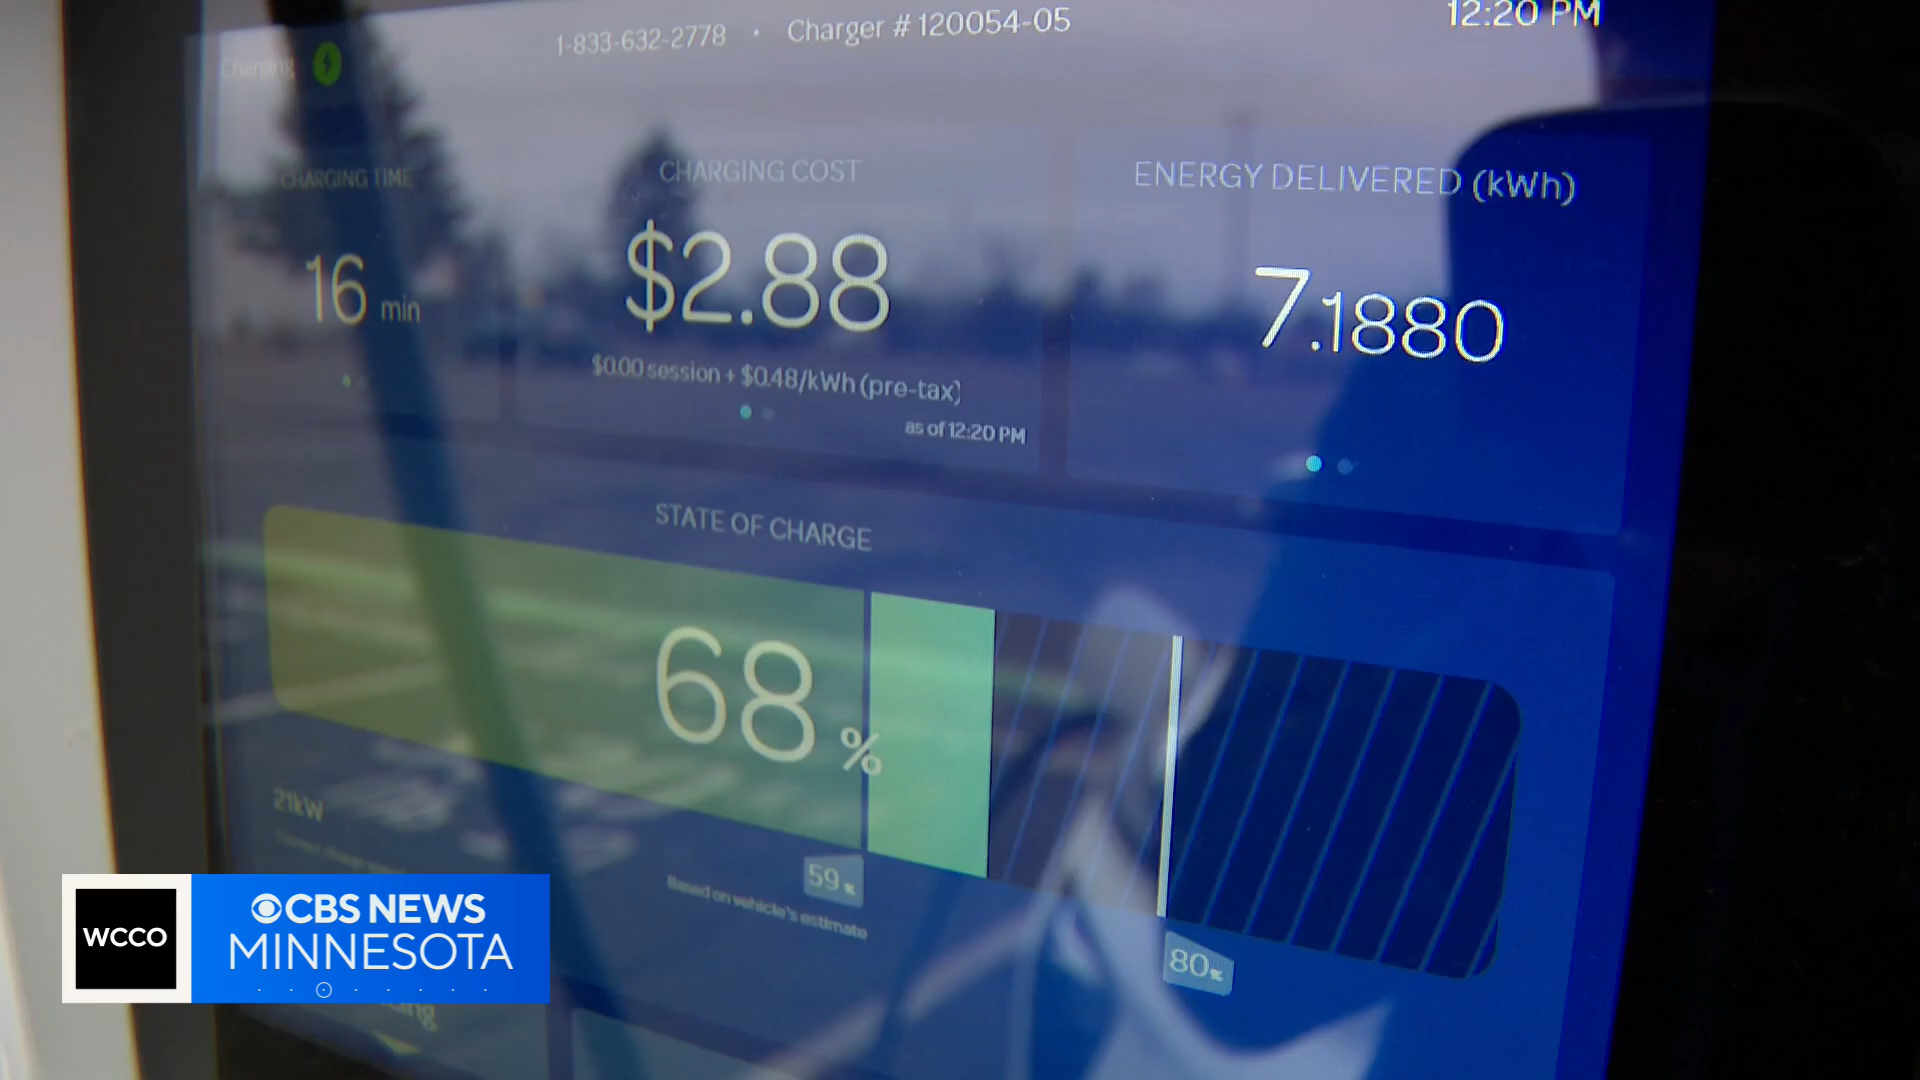 1-833-632-2778 • Charger # 120054-05
12:20 PM
Charging
CHARGING TIME
16 min
CHARGING COST
$2.88
$0.00 session + $0.48/kWh (pre-tax)
as of 12:20 PM
ENERGY DELIVERED (kWh)
7.1880
STATE OF CHARGE
68 %
21kW
59 %
Based on vehicle's estimate
80 %
WCCO
CBS NEWS
MINNESOTA